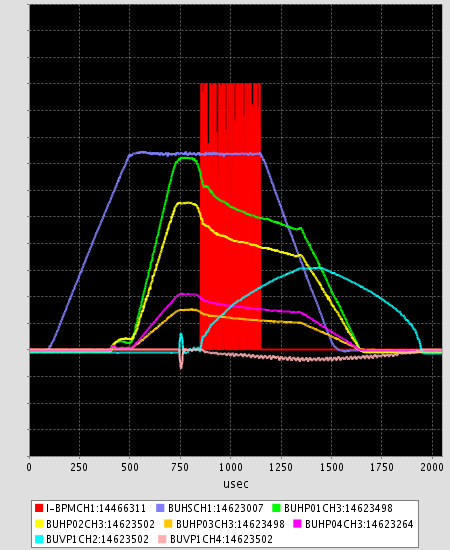 0 250 500 750 1000 1250 1500 1750 2000
usec
I-BPMCH1:14466311 BUHSCH1:14623007 BUHP01CH3:14623498
BUHP02CH3:14623502 BUHP03CH3:14623498 BUHP04CH3:14623264
BUVP1CH2:14623502 BUVP1CH4:14623502